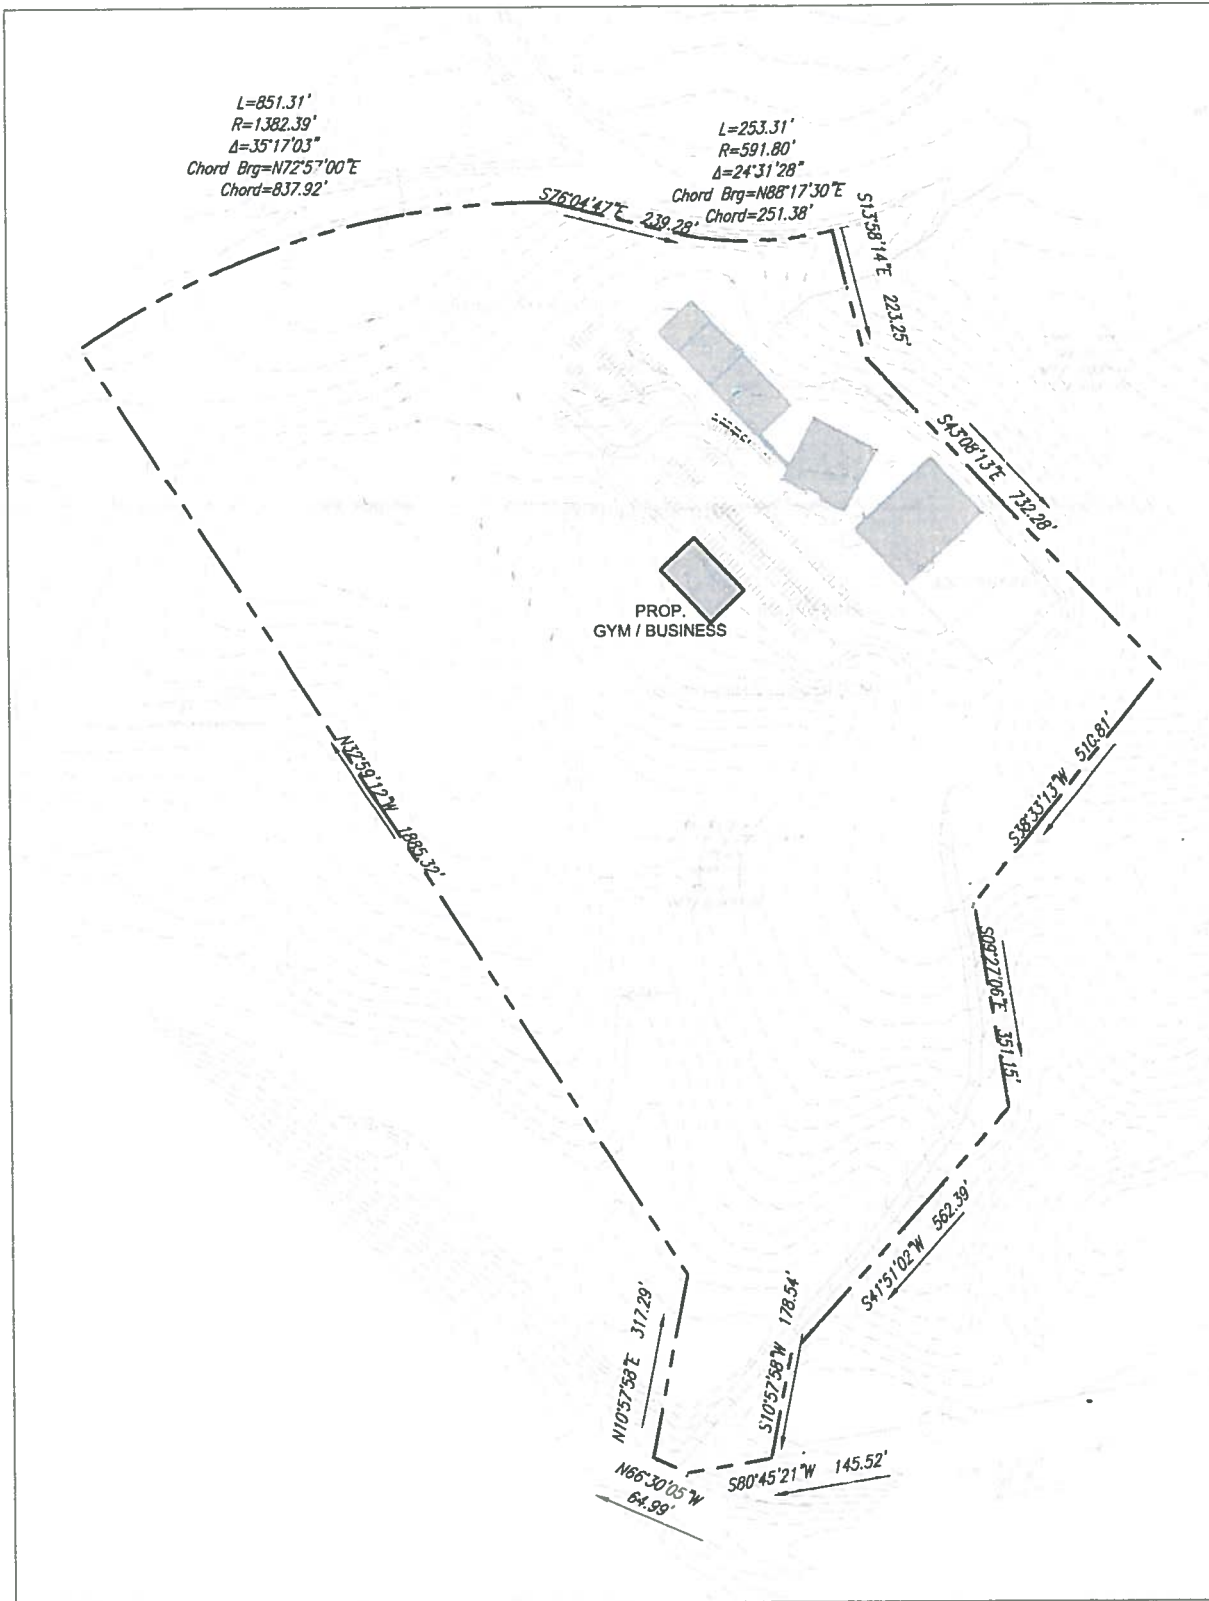 L=851.31'
R=1382.39'
Δ=35°17'03"
Chord Brg=N72°57'00"E
Chord=837.92'
L=253.31'
R=591.80'
Δ=24°31'28"
Chord Brg=N88°17'30"E
Chord=251.38'
S76°04'47"E 239.28'
S13°58'14"E 223.25'
S43°08'13"E 732.28'
PROP.
GYM / BUSINESS
N32°59'12"W 1885.32'
S38°33'13"W 510.81'
S09°27'06"E 351.15'
S41°51'02"W 562.39'
S10°57'58"W 178.54'
N10°57'58"E 317.29'
S80°45'21"W 145.52'
N66°30'05"W
64.99'